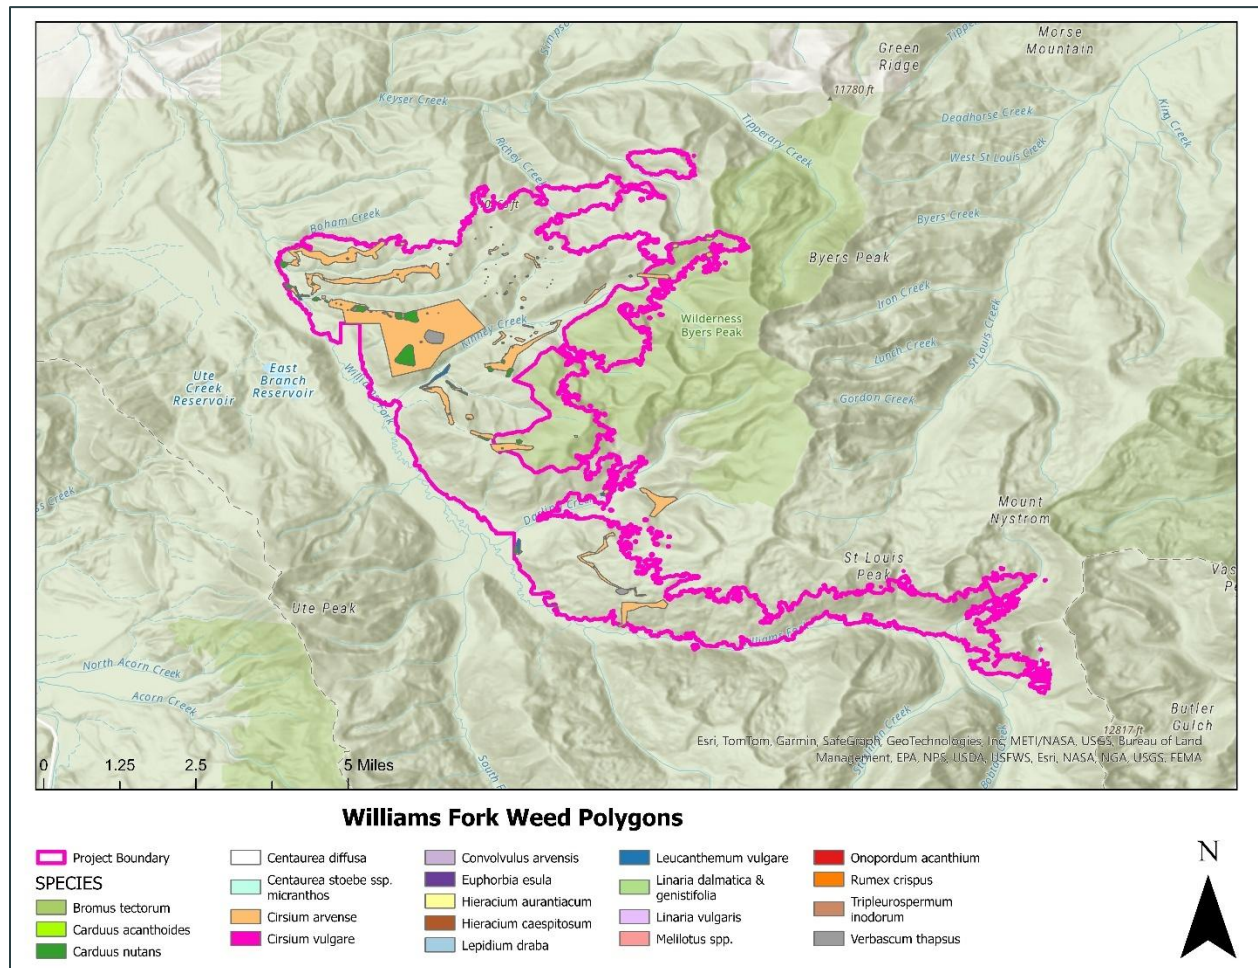 Morse
Mountain
Green
Ridge
11780 ft
Keyser Creek
Deadhorse Creek
King Creek
Tipperary Creek
Richey Creek
West St Louis Creek
Byers Creek
Roham Creek
Byers Peak
Iron Creek
Wilderness
Byers Peak
Kinney Creek
St Louis Creek
Lunch Creek
Ute
Creek
Reservoir
East
Branch
Reservoir
Williams Fork
Gordon Creek
Mount
Nystrom
St Louis
Peak
Ute Peak
North Acorn Creek
Acorn Creek
Butler
Gulch
12817 ft
Esri, TomTom, Garmin, SafeGraph, GeoTechnologies, Inc, METI/NASA, USGS, Bureau of Land
Management, EPA, NPS, USDA, USFWS, Esri, NASA, NGA, USGS, FEMA
0 1.25 2.5 5 Miles
Williams Fork Weed Polygons
Project Boundary
SPECIES
Bromus tectorum
Carduus acanthoides
Carduus nutans
Centaurea diffusa
Centaurea stoebe ssp.
micranthos
Cirsium arvense
Cirsium vulgare
Convolvulus arvensis
Euphorbia esula
Hieracium aurantiacum
Hieracium caespitosum
Lepidium draba
Leucanthemum vulgare
Linaria dalmatica &
genistifolia
Linaria vulgaris
Melilotus spp.
Onopordum acanthium
Rumex crispus
Tripleurospermum
inodorum
Verbascum thapsus
N